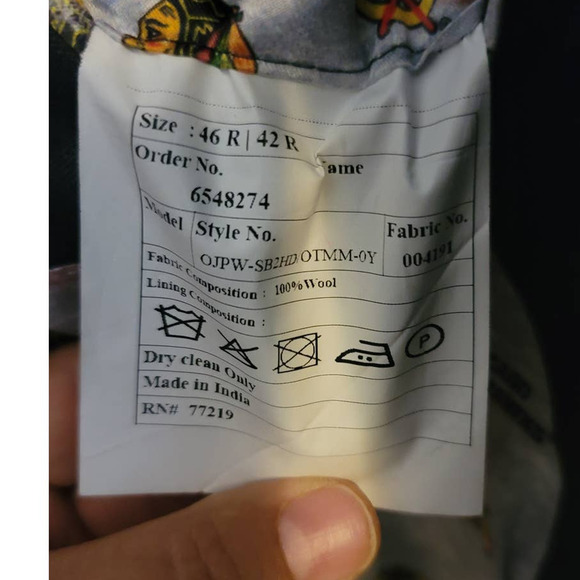 Size : 46 R | 42 R
Order No. ame
6548274
Model Style No. Fabric No.
OJPW-SB2HD/OTMM-0Y 004191
Fabric Composition : 100%Wool
Lining Composition :
P
Dry clean Only
Made in India
RN# 77219